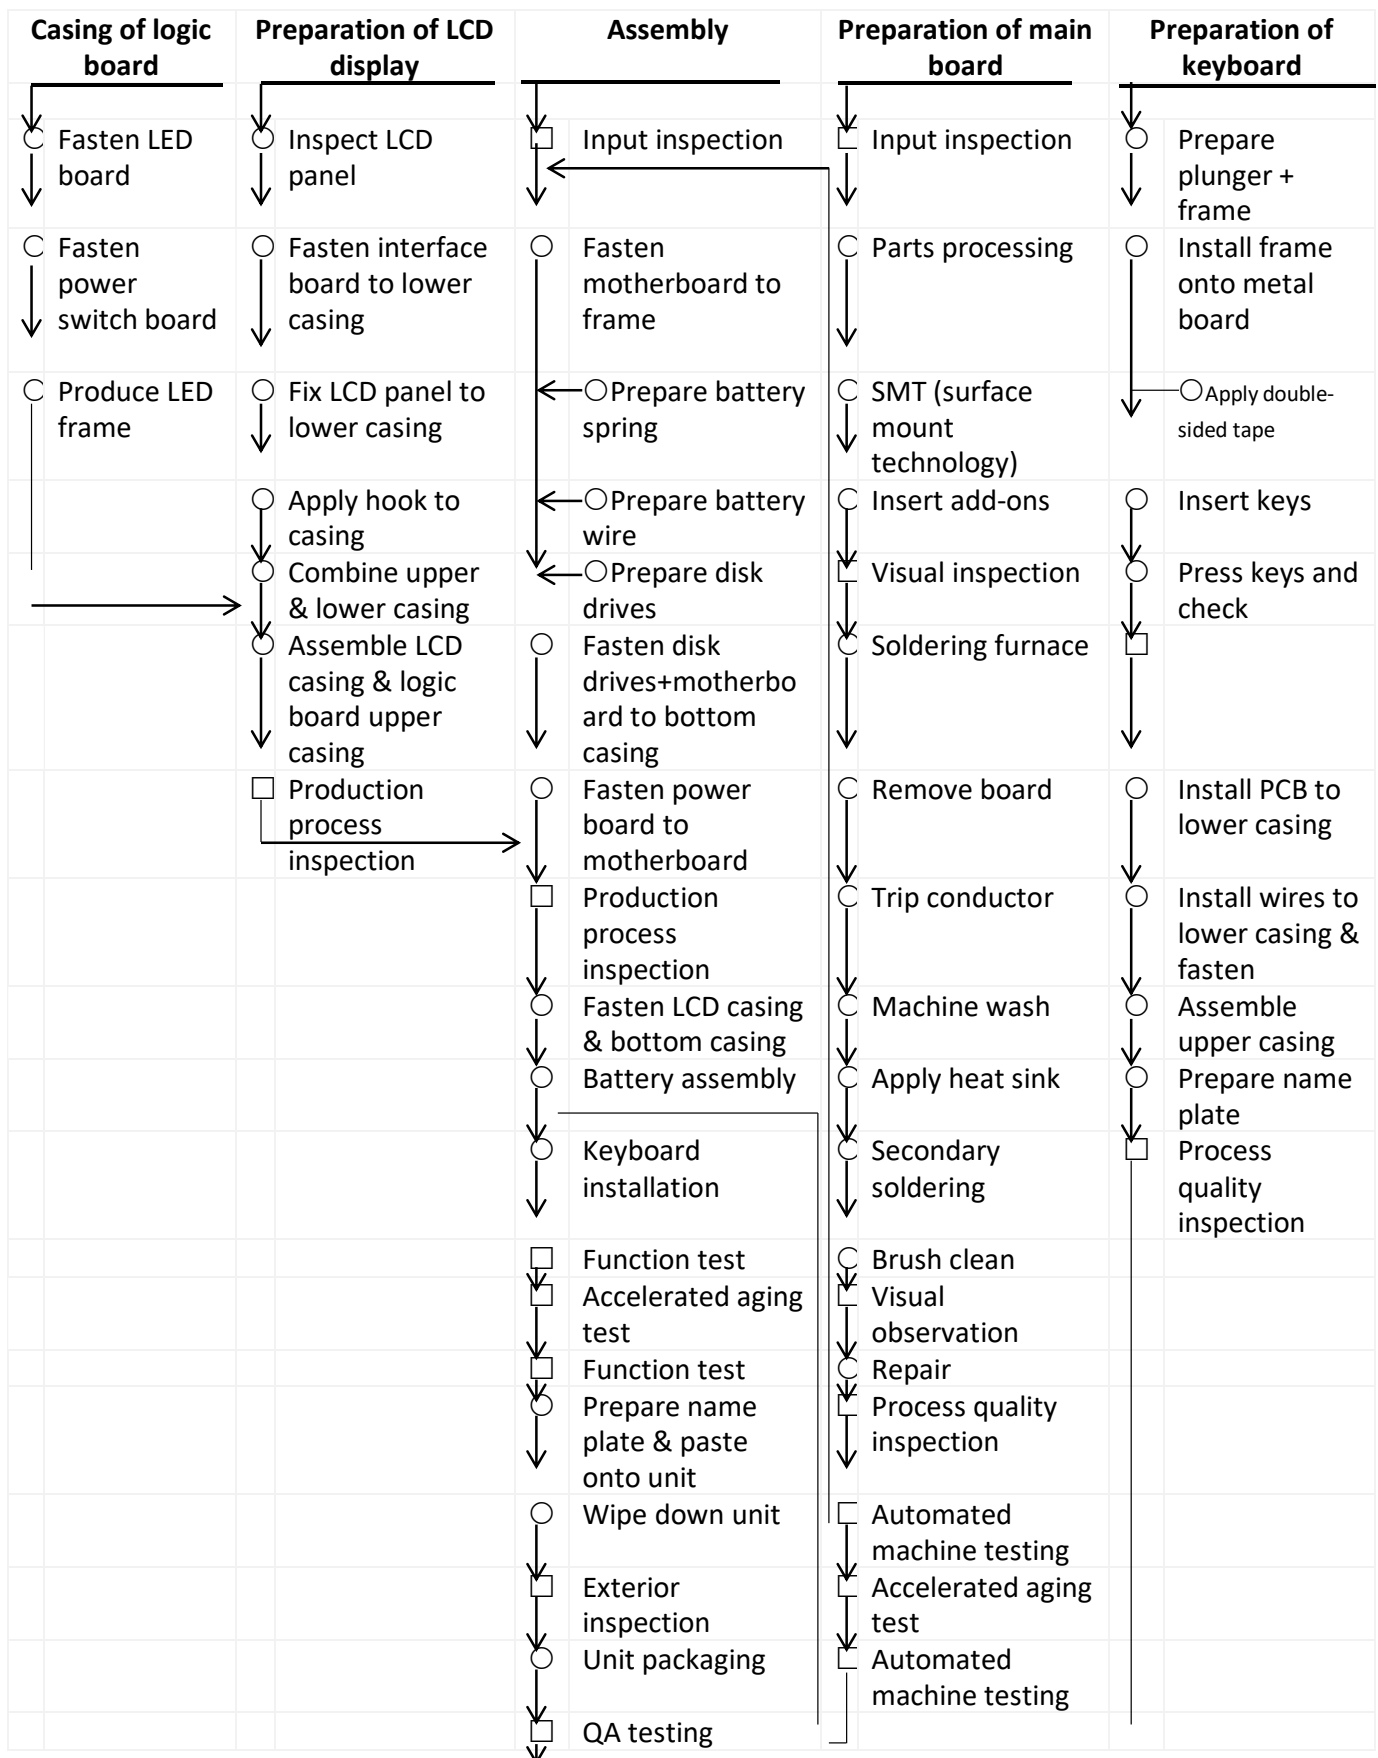 Casing of logic
board
Preparation of LCD
display
Assembly
Preparation of main
board
Preparation of
keyboard
Fasten LED
board
Fasten
power
switch board
Produce LED
frame
Inspect LCD
panel
Fasten interface
board to lower
casing
Fix LCD panel to
lower casing
Apply hook to
casing
Combine upper
& lower casing
Assemble LCD
casing & logic
board upper
casing
Production
process
inspection
Input inspection
Fasten
motherboard to
frame
Prepare battery
spring
Prepare battery
wire
Prepare disk
drives
Fasten disk
drives+motherbo
ard to bottom
casing
Fasten power
board to
motherboard
Production
process
inspection
Fasten LCD casing
& bottom casing
Battery assembly
Keyboard
installation
Function test
Accelerated aging
test
Function test
Prepare name
plate & paste
onto unit
Wipe down unit
Exterior
inspection
Unit packaging
QA testing
Input inspection
Parts processing
SMT (surface
mount
technology)
Insert add-ons
Visual inspection
Soldering furnace
Remove board
Trip conductor
Machine wash
Apply heat sink
Secondary
soldering
Brush clean
Visual
observation
Repair
Process quality
inspection
Automated
machine testing
Accelerated aging
test
Automated
machine testing
Prepare
plunger +
frame
Install frame
onto metal
board
Apply double-
sided tape
Insert keys
Press keys and
check
Install PCB to
lower casing
Install wires to
lower casing &
fasten
Assemble
upper casing
Prepare name
plate
Process
quality
inspection